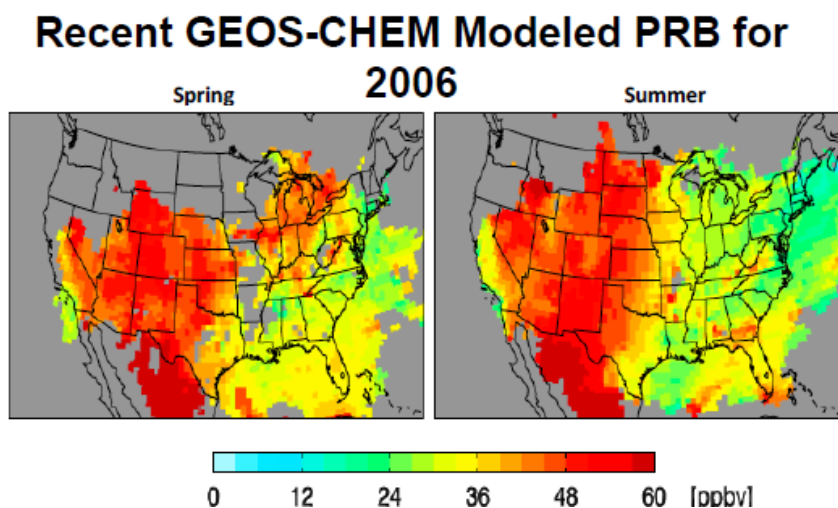 Recent GEOS-CHEM Modeled PRB for
2006
Spring
Summer
0 12 24 36 48 60 [ppbv]